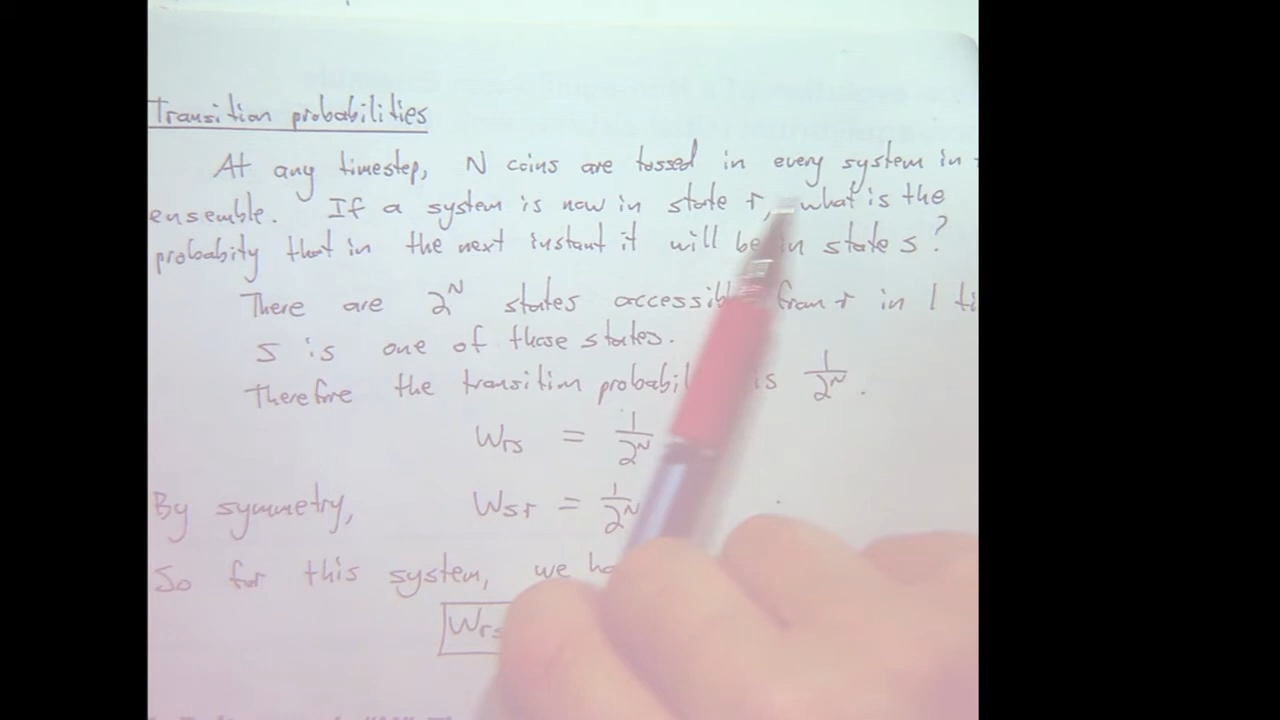 Transition probabilities
At any timestep, N coins are tossed in every system in
ensemble. If a system is now in state r, what is the
probabity that in the next instant it will be in state s?
There are 2^N states accessible from r in 1
S is one of those states.
Therefore the transition is 1/2^N.
W_rs = 1/2^N
By symmetry, W_sr = 1/2^N
So for this system, we
W_rs